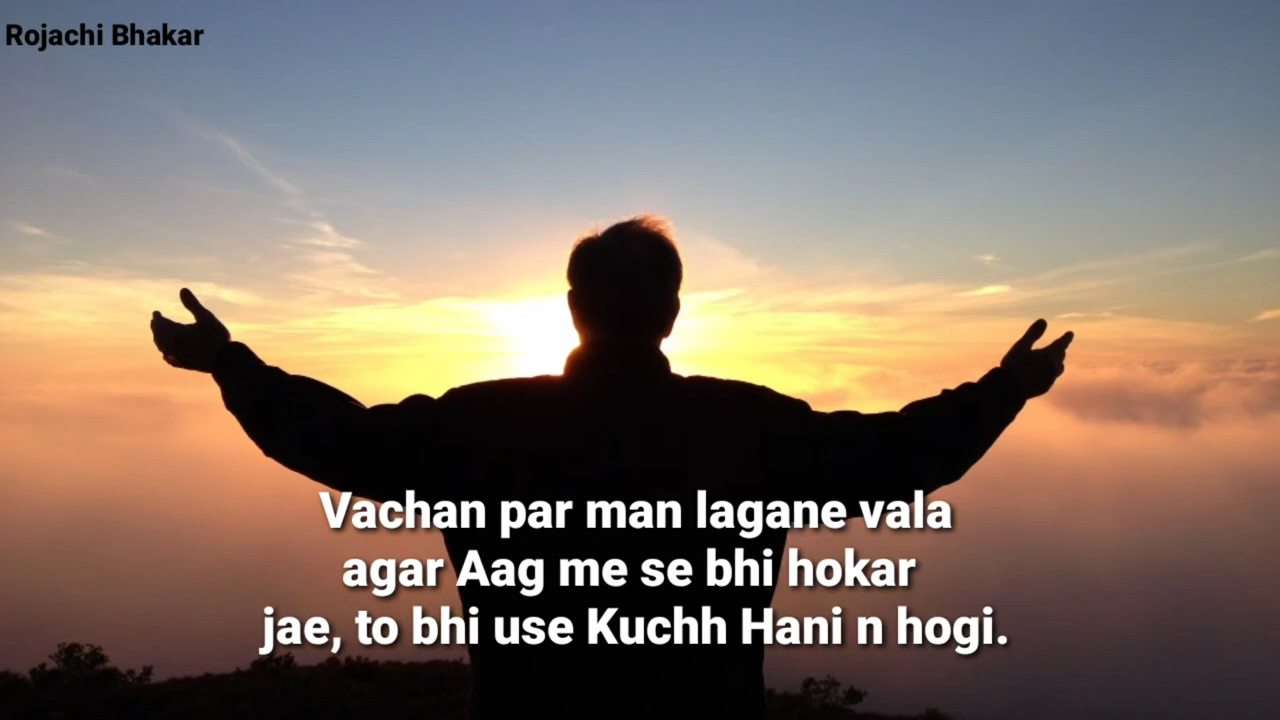 Rojachi Bhakar
Vachan par man lagane vala
agar Aag me se bhi hokar
jae, to bhi use Kuchh Hani n hogi.